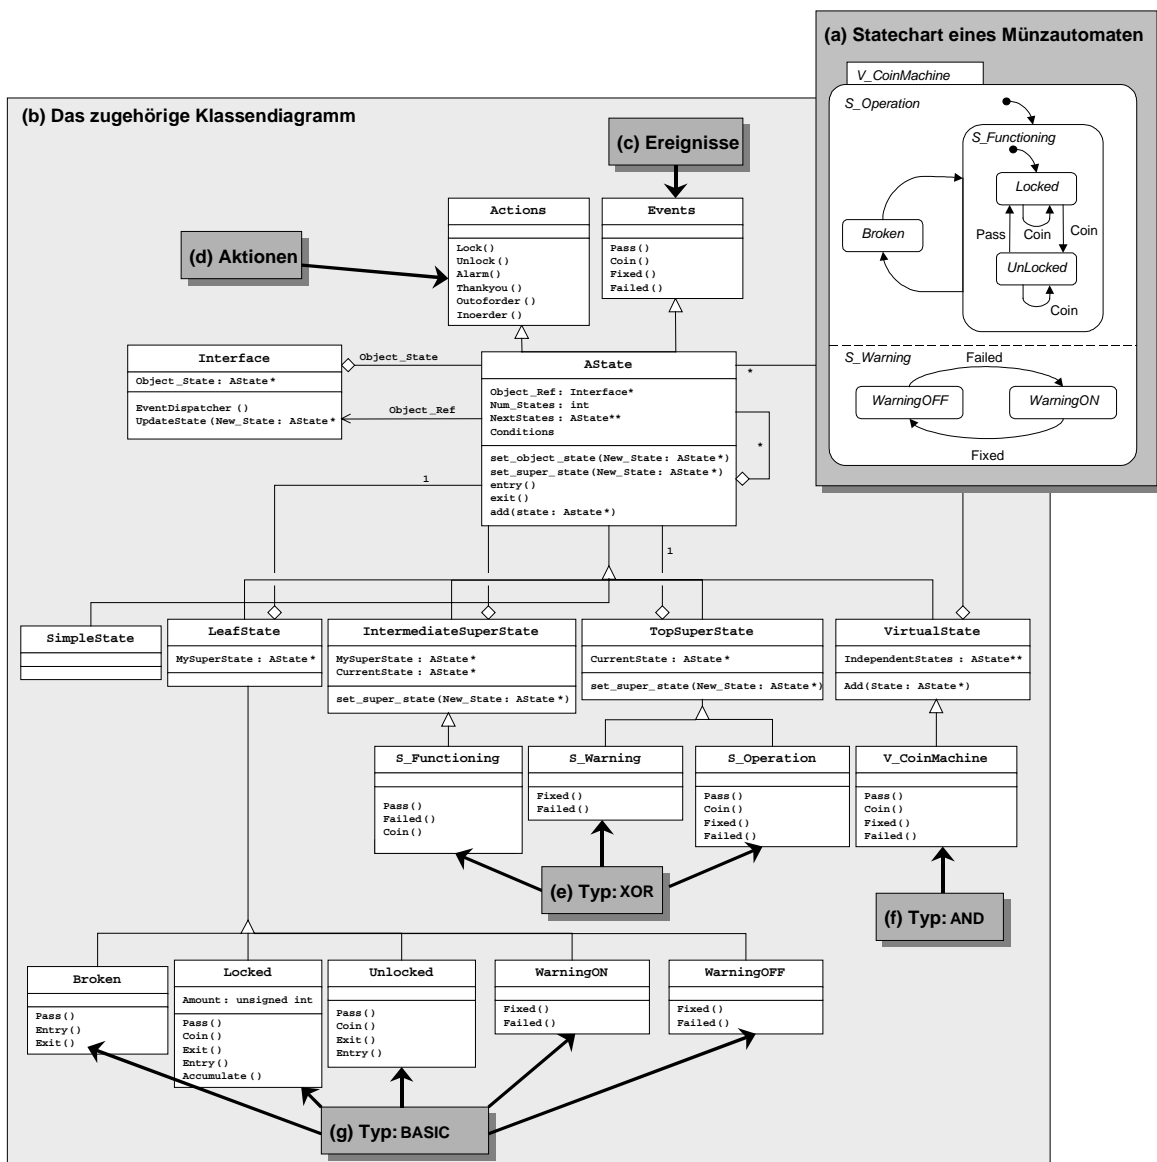 (a) Statechart eines Münzautomaten
V_CoinMachine
S_Operation
S_Functioning
Locked
Broken
Pass
Coin
Coin
UnLocked
Coin
S_Warning
Failed
WarningOFF
WarningON
Fixed
(b) Das zugehörige Klassendiagramm
(c) Ereignisse
(d) Aktionen
Actions
Lock()
Unlock()
Alarm()
Thankyou()
Outoforder()
Inoerder()
Events
Pass()
Coin()
Fixed()
Failed()
Interface
Object_State: AState*
EventDispatcher()
UpdateState(New_State: AState*
Object_State
Object_Ref
AState
Object_Ref: Interface*
Num_States: int
NextStates: AState**
Conditions
set_object_state(New_State: AState*)
set_super_state(New_State: AState*)
entry()
exit()
add(state: Astate*)
*
*
1
1
SimpleState
LeafState
MySuperState: AState*
IntermediateSuperState
MySuperState: AState*
CurrentState: AState*
set_super_state(New_State: AState*)
TopSuperState
CurrentState: AState*
set_super_state(New_State: AState*)
VirtualState
IndependentStates: AState**
Add(State: AState*)
S_Functioning
Pass()
Failed()
Coin()
S_Warning
Fixed()
Failed()
S_Operation
Pass()
Coin()
Fixed()
Failed()
V_CoinMachine
Pass()
Coin()
Fixed()
Failed()
(e) Typ: XOR
(f) Typ: AND
Broken
Pass()
Entry()
Exit()
Locked
Amount: unsigned int
Pass()
Coin()
Exit()
Entry()
Accumulate()
Unlocked
Pass()
Coin()
Exit()
Entry()
WarningON
Fixed()
Failed()
WarningOFF
Fixed()
Failed()
(g) Typ: BASIC